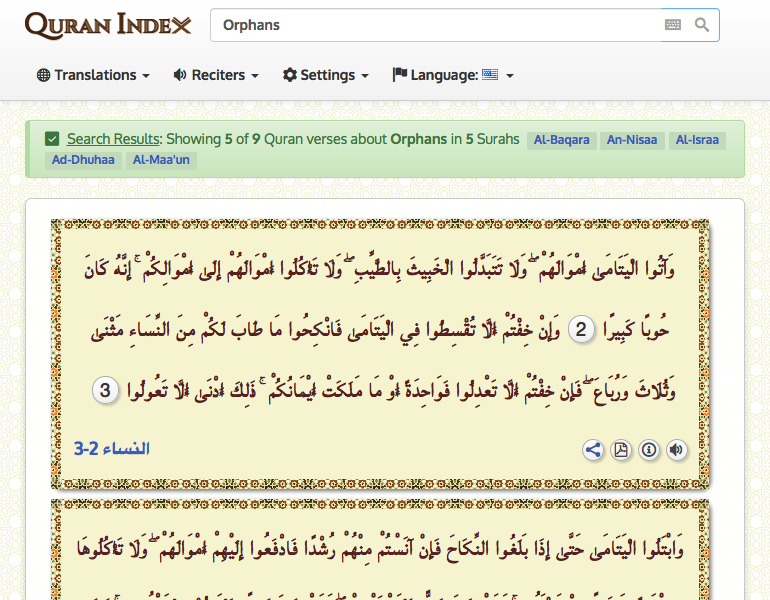 QURAN INDEX
Orphans
Translations
Reciters
Settings
Language:
Search Results: Showing 5 of 9 Quran verses about Orphans in 5 Surahs Al-Baqara An-Nisaa Al-Israa
Ad-Dhuhaa Al-Maa'un
وَآتُوا الْيَتَامَىٰ أَمْوَالَهُمْ ۖ وَلَا تَتَبَدَّلُوا الْخَبِيثَ بِالطَّيِّبِ ۖ وَلَا تَأْكُلُوا أَمْوَالَهُمْ إِلَىٰ أَمْوَالِكُمْ ۚ إِنَّهُ كَانَ
حُوبًا كَبِيرًا 2 وَإِنْ خِفْتُمْ أَلَّا تُقْسِطُوا فِي الْيَتَامَىٰ فَانْكِحُوا مَا طَابَ لَكُمْ مِنَ النِّسَاءِ مَثْنَىٰ
وَثُلَاثَ وَرُبَاعَ ۖ فَإِنْ خِفْتُمْ أَلَّا تَعْدِلُوا فَوَاحِدَةً أَوْ مَا مَلَكَتْ أَيْمَانُكُمْ ۚ ذَٰلِكَ أَدْنَىٰ أَلَّا تَعُولُوا 3
النساء 2-3
وَابْتَلُوا الْيَتَامَىٰ حَتَّىٰ إِذَا بَلَغُوا النِّكَاحَ فَإِنْ آنَسْتُمْ مِنْهُمْ رُشْدًا فَادْفَعُوا إِلَيْهِمْ أَمْوَالَهُمْ ۖ وَلَا تَأْكُلُوهَا